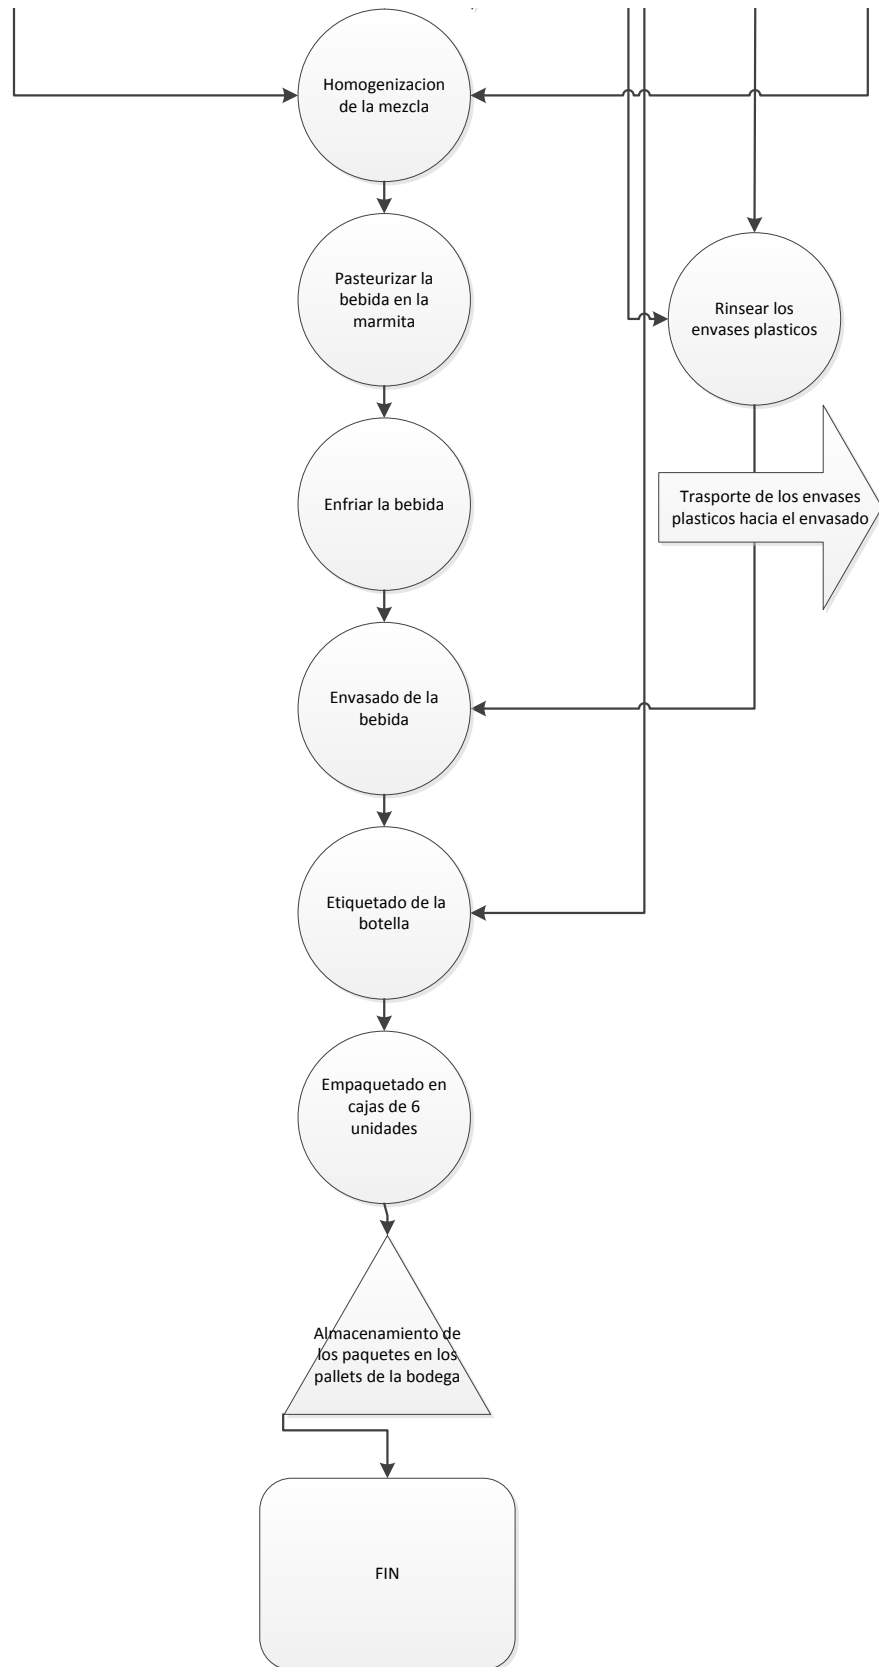 Homogenizacion
de la mezcla
Pasteurizar la
bebida en la
marmita
Rinsear los
envases plasticos
Enfriar la bebida
Trasporte de los envases
plasticos hacia el envasado
Envasado de la
bebida
Etiquetado de la
botella
Empaquetado en
cajas de 6
unidades
Almacenamiento de
los paquetes en los
pallets de la bodega
FIN